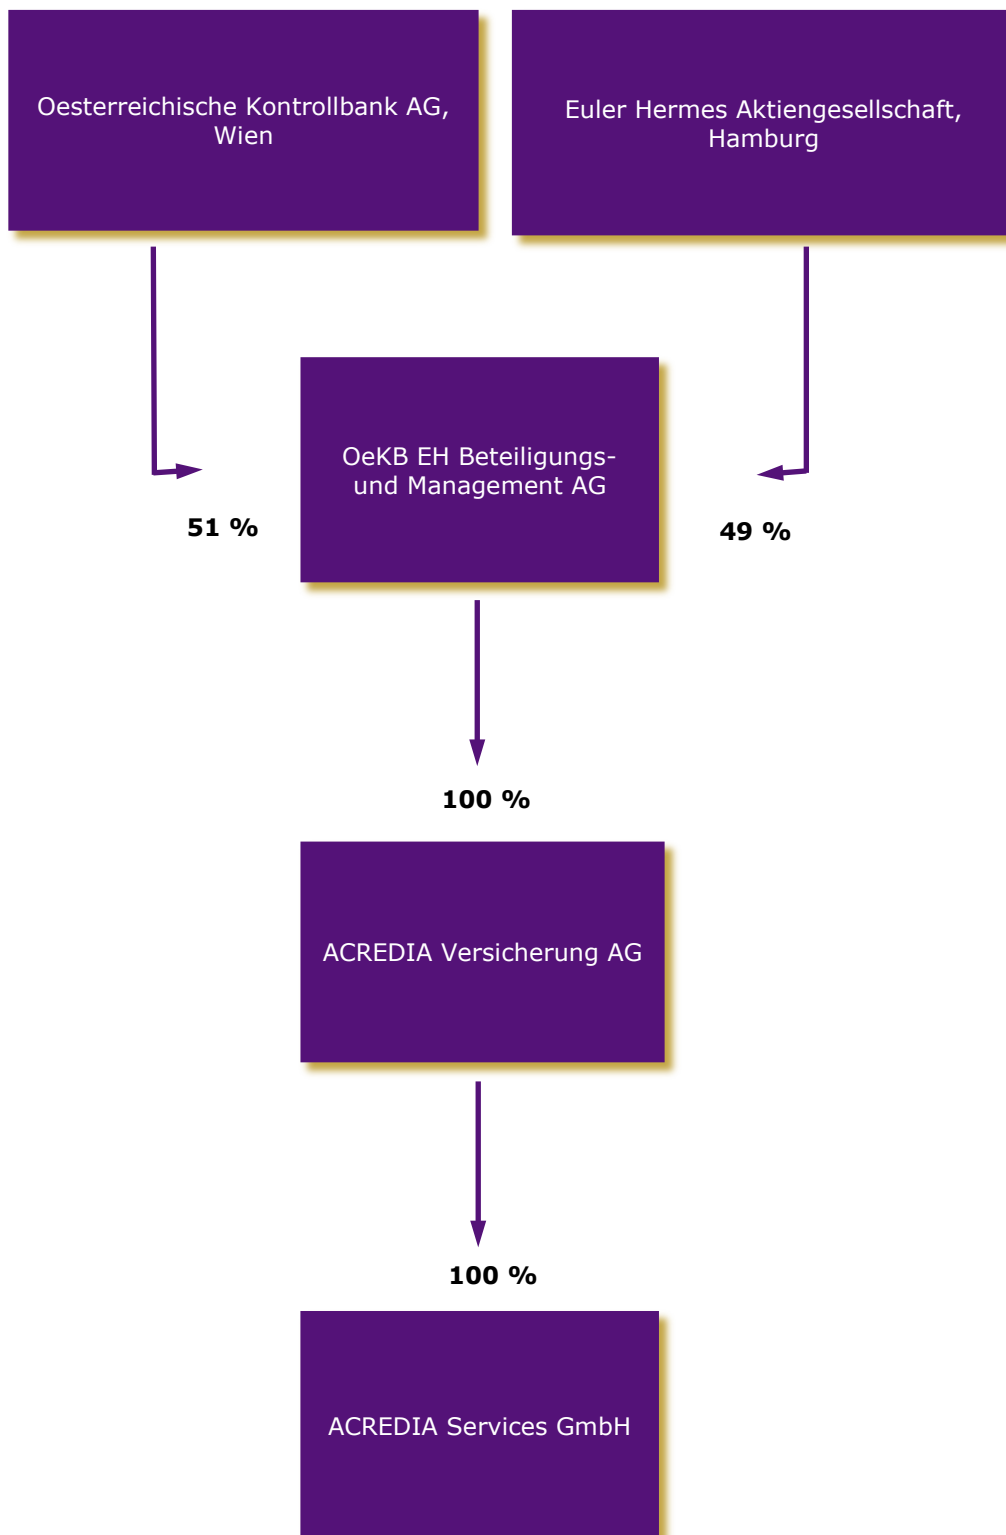 Oesterreichische Kontrollbank AG,
Wien
Euler Hermes Aktiengesellschaft,
Hamburg
OeKB EH Beteiligungs-
und Management AG
51 %
49 %
100 %
ACREDIA Versicherung AG
100 %
ACREDIA Services GmbH